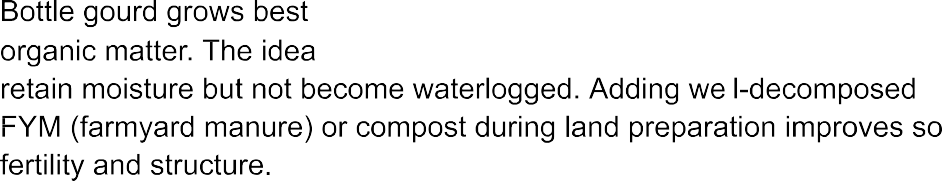 Bottle gourd grows best
organic matter. The idea
retain moisture but not become waterlogged. Adding we l-decomposed
FYM (farmyard manure) or compost during land preparation improves so
fertility and structure.